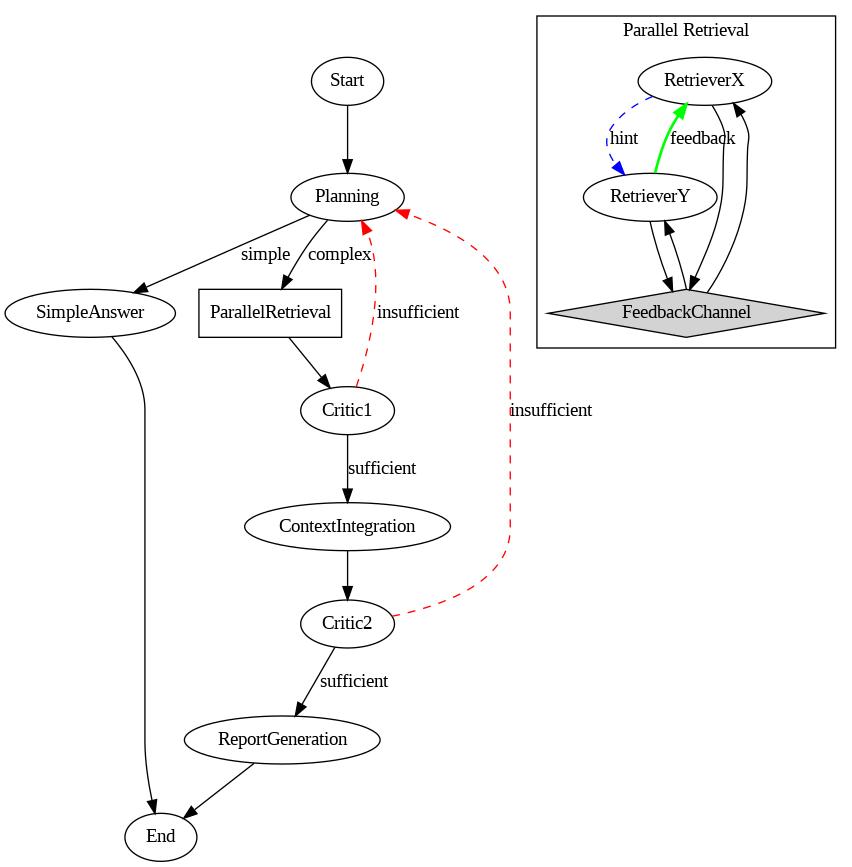 Parallel Retrieval
Start
RetrieverX
hint
feedback
Planning
RetrieverY
simple
complex
SimpleAnswer
ParallelRetrieval
insufficient
FeedbackChannel
Critic1
insufficient
sufficient
ContextIntegration
Critic2
sufficient
ReportGeneration
End